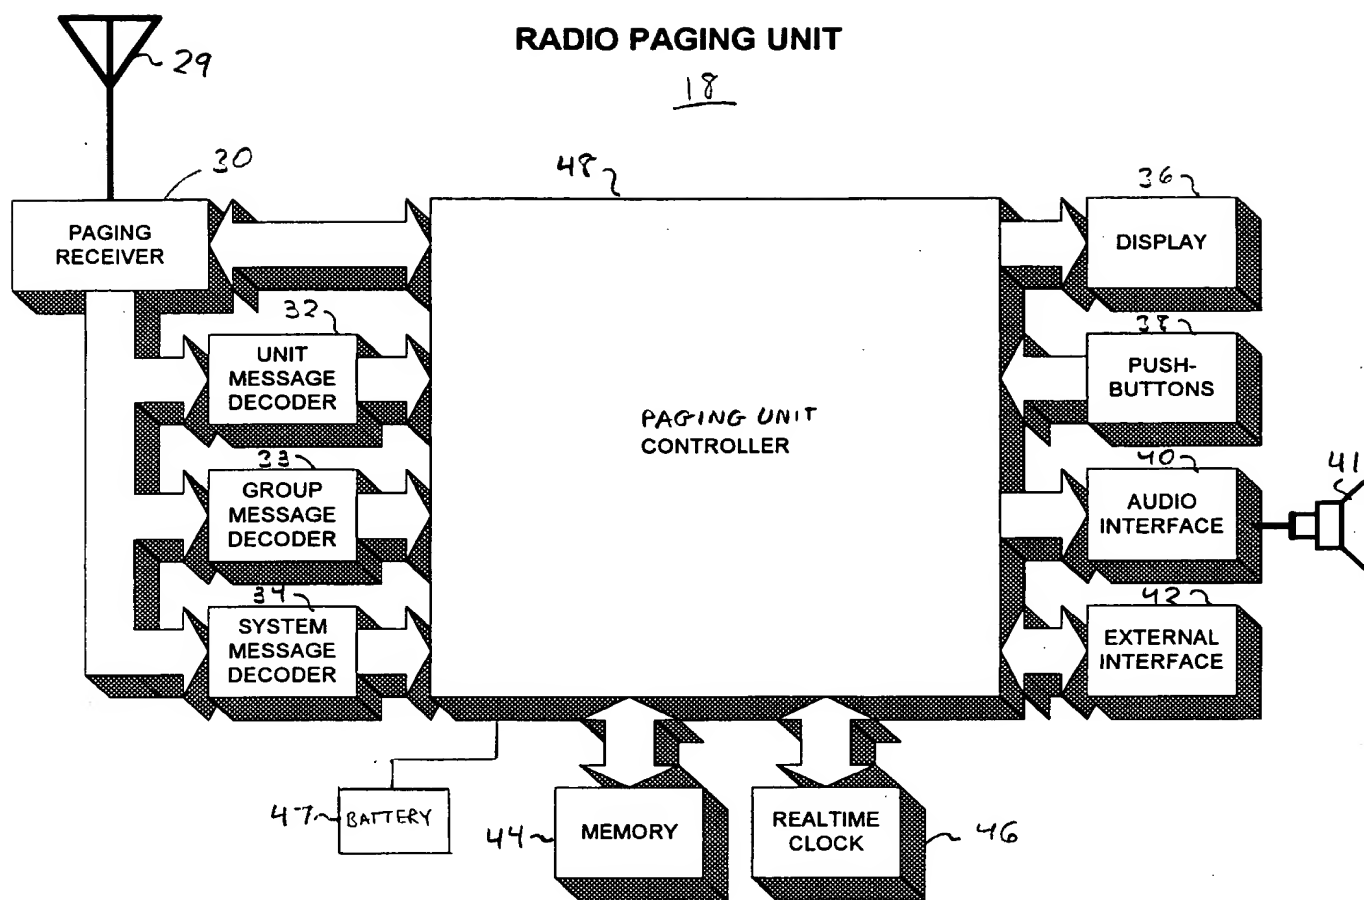 RADIO PAGING UNIT
18
29
30
48
36
PAGING
RECEIVER
DISPLAY
32
38
UNIT
MESSAGE
DECODER
PUSH-
BUTTONS
PAGING UNIT
CONTROLLER
33
40
41
GROUP
MESSAGE
DECODER
AUDIO
INTERFACE
34
42
SYSTEM
MESSAGE
DECODER
EXTERNAL
INTERFACE
47
BATTERY
44
MEMORY
REALTIME
CLOCK
46